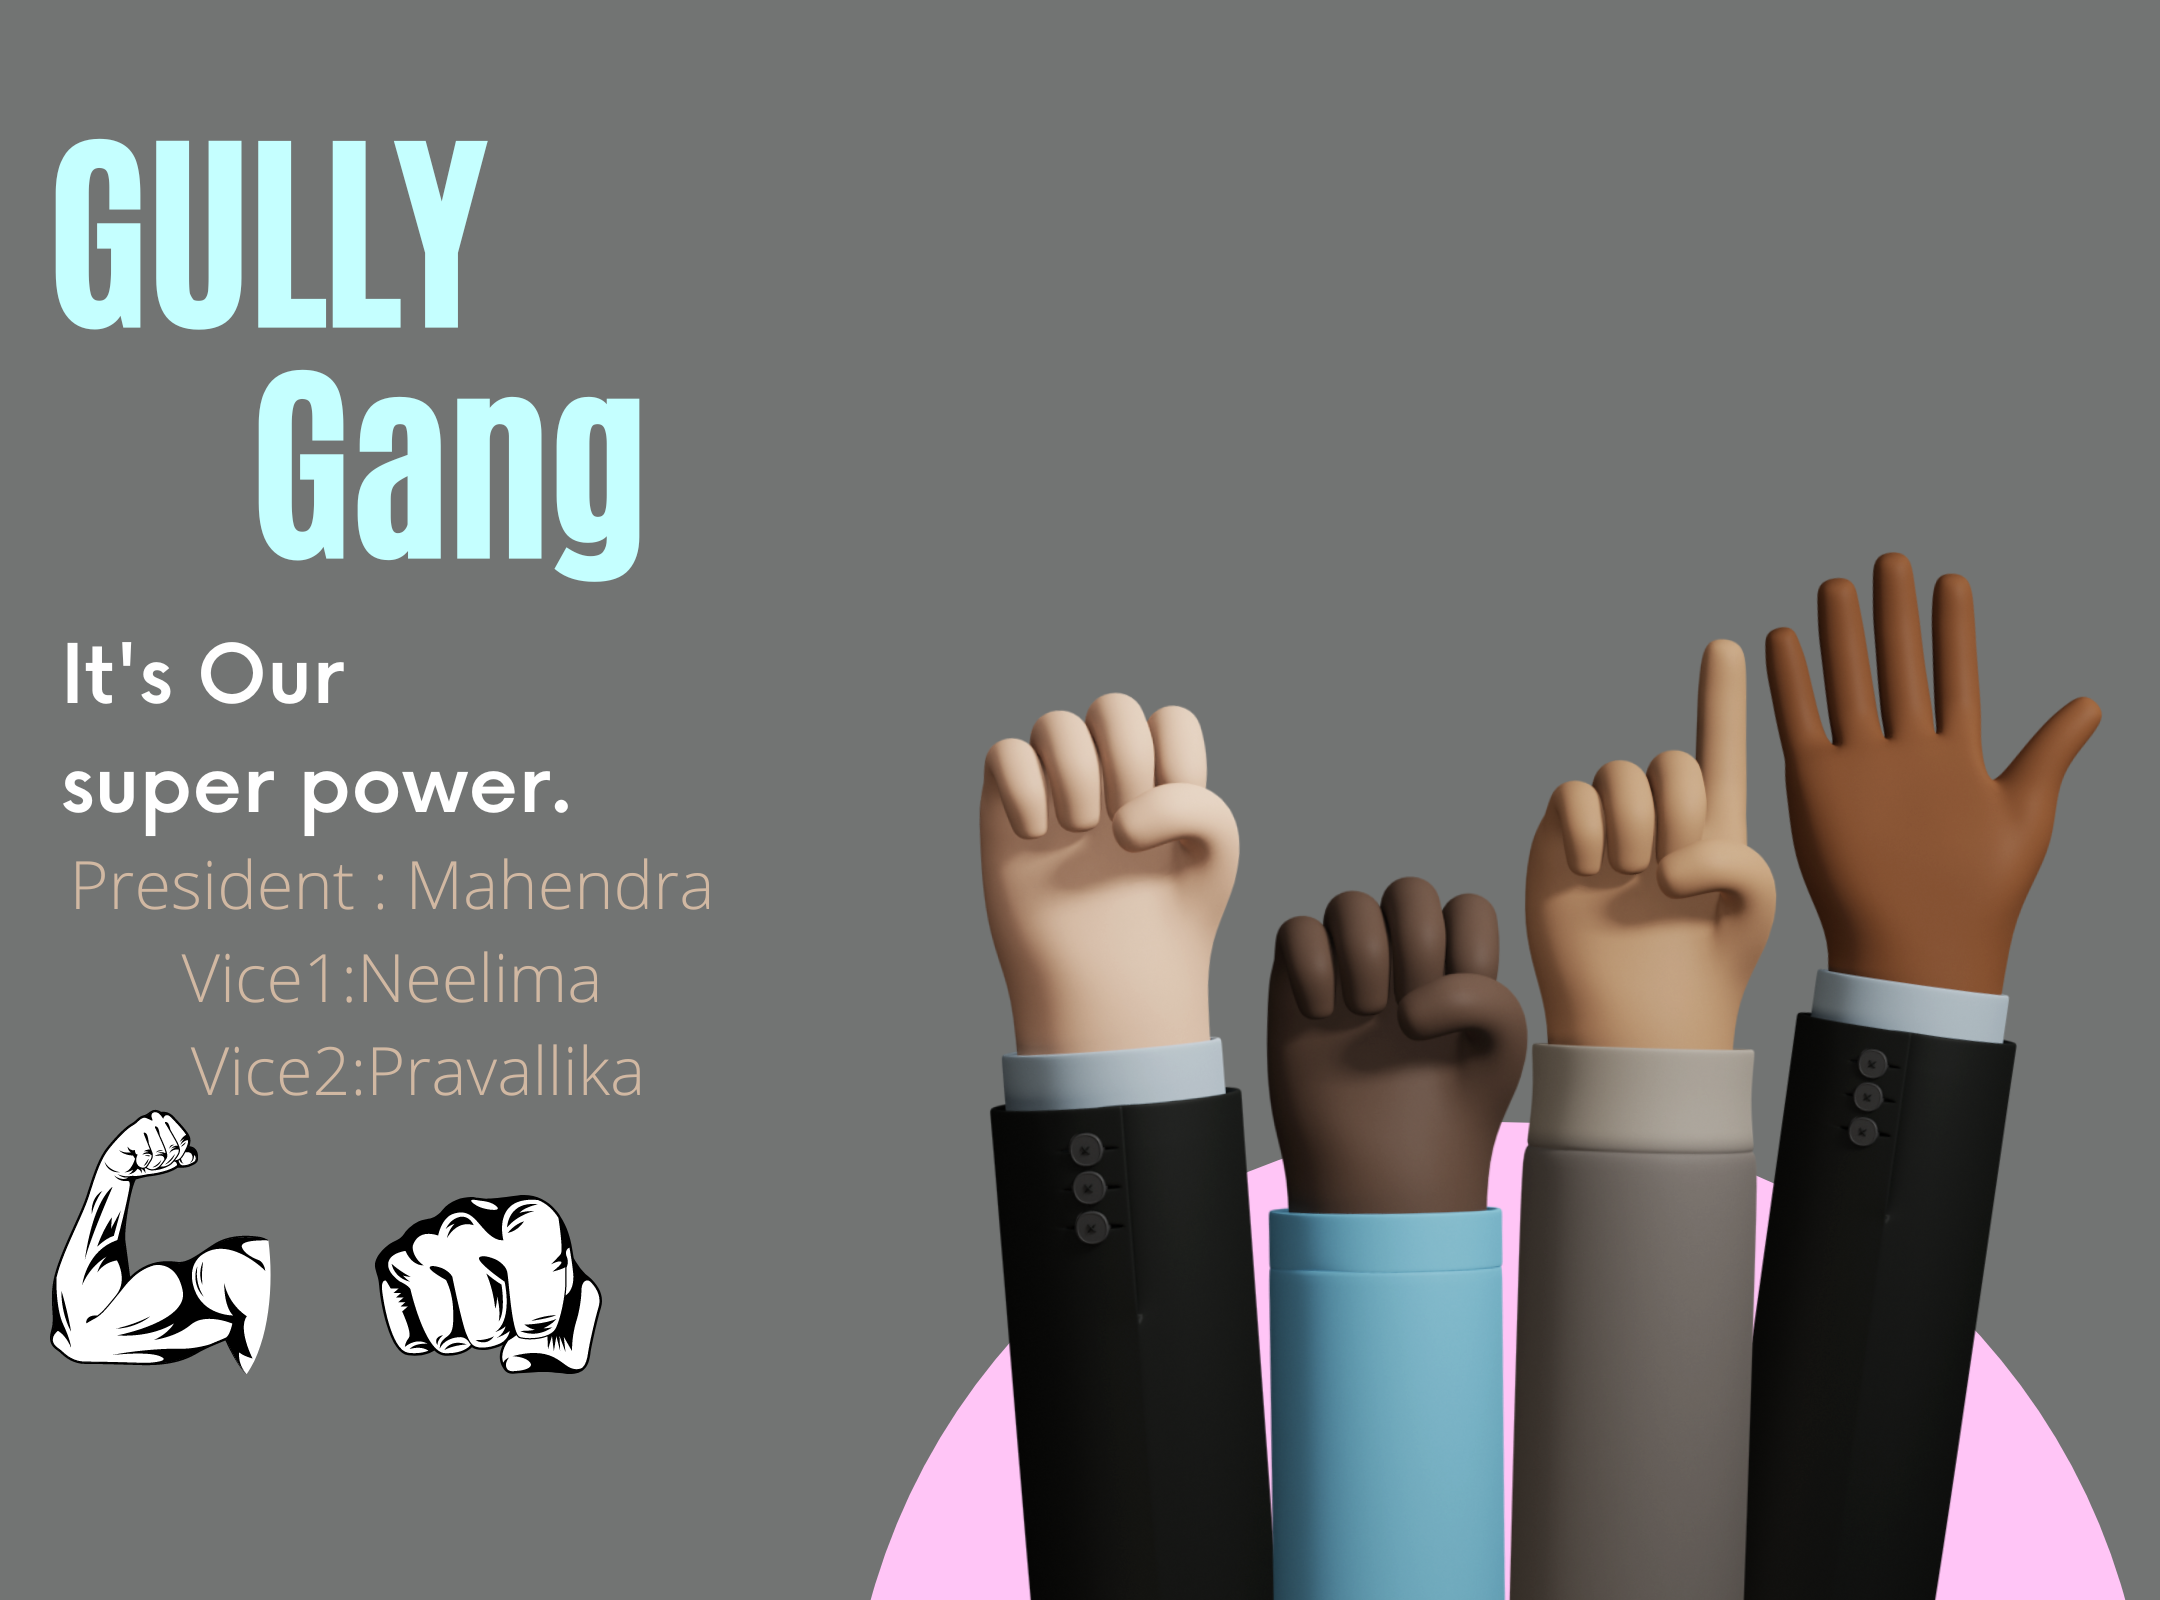 GULLY
Gang
It's Our
super power.
President : Mahendra
Vice1:Neelima
Vice2:Pravallika